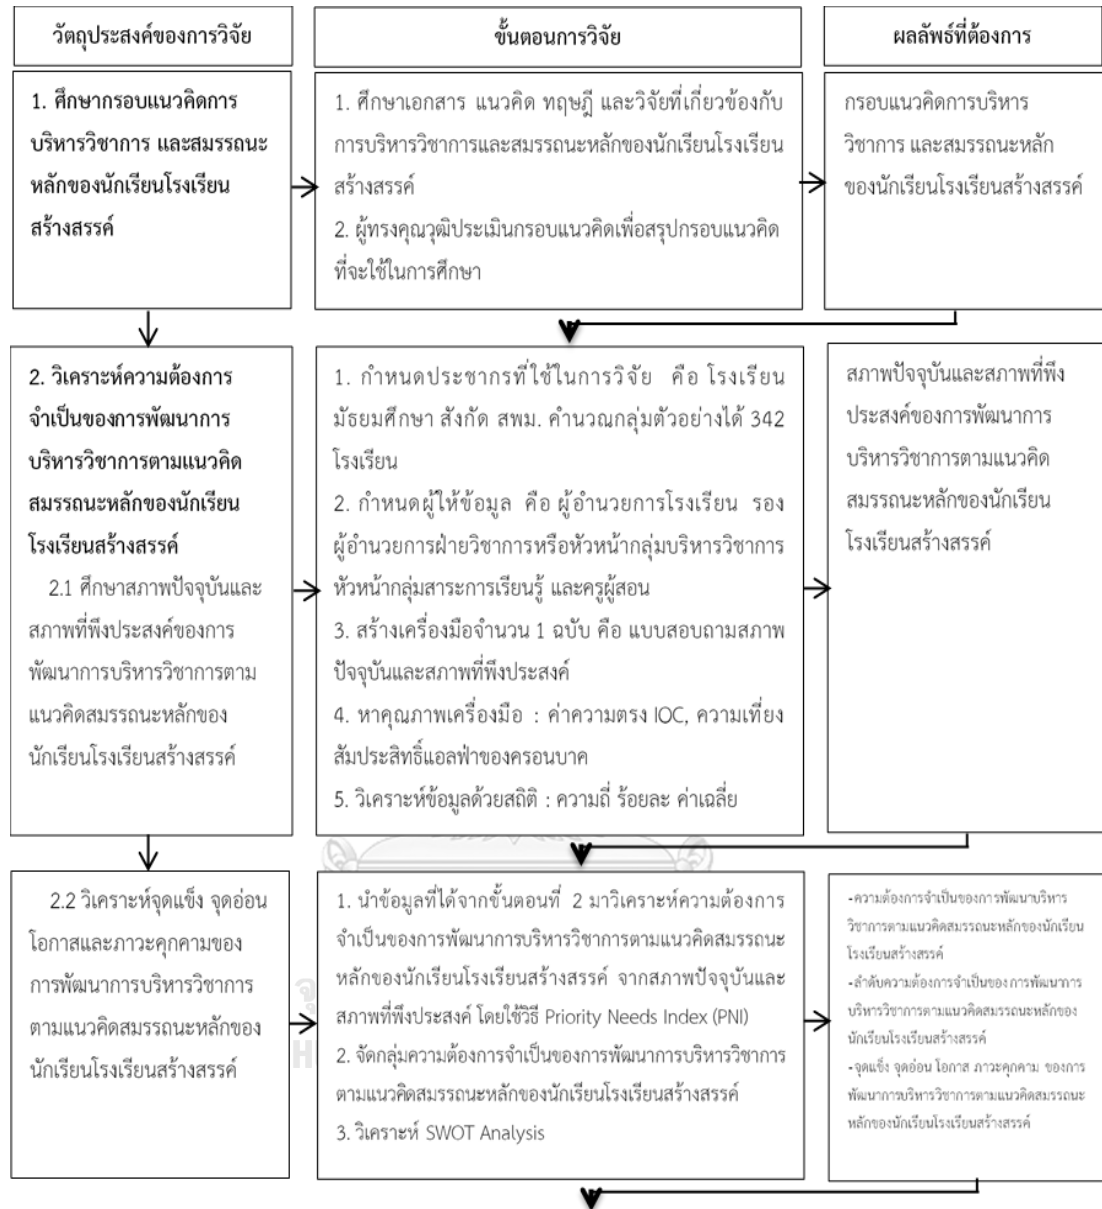 วัตถุประสงค์ของการวิจัย
ขั้นตอนการวิจัย
ผลลัพธ์ที่ต้องการ
1. ศึกษากรอบแนวคิดการ
บริหารวิชาการ และสมรรถนะ
หลักของนักเรียนโรงเรียน
สร้างสรรค์
1. ศึกษาเอกสาร แนวคิด ทฤษฎี และวิจัยที่เกี่ยวข้องกับ
การบริหารวิชาการและสมรรถนะหลักของนักเรียนโรงเรียน
สร้างสรรค์
2. ผู้ทรงคุณวุฒิประเมินกรอบแนวคิดเพื่อสรุปกรอบแนวคิด
ที่จะใช้ในการศึกษา
กรอบแนวคิดการบริหาร
วิชาการ และสมรรถนะหลัก
ของนักเรียนโรงเรียนสร้างสรรค์
2. วิเคราะห์ความต้องการ
จำเป็นของการพัฒนาการ
บริหารวิชาการตามแนวคิด
สมรรถนะหลักของนักเรียน
โรงเรียนสร้างสรรค์
2.1 ศึกษาสภาพปัจจุบันและ
สภาพที่พึงประสงค์ของการ
พัฒนาการบริหารวิชาการตาม
แนวคิดสมรรถนะหลักของ
นักเรียนโรงเรียนสร้างสรรค์
1. กำหนดประชากรที่ใช้ในการวิจัย คือ โรงเรียน
มัธยมศึกษา สังกัด สพม. คำนวณกลุ่มตัวอย่างได้ 342
โรงเรียน
2. กำหนดผู้ให้ข้อมูล คือ ผู้อำนวยการโรงเรียน รอง
ผู้อำนวยการฝ่ายวิชาการหรือหัวหน้ากลุ่มบริหารวิชาการ
หัวหน้ากลุ่มสาระการเรียนรู้ และครูผู้สอน
3. สร้างเครื่องมือจำนวน 1 ฉบับ คือ แบบสอบถามสภาพ
ปัจจุบันและสภาพที่พึงประสงค์
4. หาคุณภาพเครื่องมือ : ค่าความตรง IOC, ความเที่ยง
สัมประสิทธิ์แอลฟ่าของครอนบาค
5. วิเคราะห์ข้อมูลด้วยสถิติ : ความถี่ ร้อยละ ค่าเฉลี่ย
สภาพปัจจุบันและสภาพที่พึง
ประสงค์ของการพัฒนาการ
บริหารวิชาการตามแนวคิด
สมรรถนะหลักของนักเรียน
โรงเรียนสร้างสรรค์
2.2 วิเคราะห์จุดแข็ง จุดอ่อน
โอกาสและภาวะคุกคามของ
การพัฒนาการบริหารวิชาการ
ตามแนวคิดสมรรถนะหลักของ
นักเรียนโรงเรียนสร้างสรรค์
1. นำข้อมูลที่ได้จากขั้นตอนที่ 2 มาวิเคราะห์ความต้องการ
จำเป็นของการพัฒนาการบริหารวิชาการตามแนวคิดสมรรถนะ
หลักของนักเรียนโรงเรียนสร้างสรรค์ จากสภาพปัจจุบันและ
สภาพที่พึงประสงค์ โดยใช้วิธี Priority Needs Index (PNI)
2. จัดกลุ่มความต้องการจำเป็นของการพัฒนาการบริหารวิชาการ
ตามแนวคิดสมรรถนะหลักของนักเรียนโรงเรียนสร้างสรรค์
3. วิเคราะห์ SWOT Analysis
-ความต้องการจำเป็นของการพัฒนาบริหาร
วิชาการตามแนวคิดสมรรถนะหลักของนักเรียน
โรงเรียนสร้างสรรค์
-ลำดับความต้องการจำเป็นของ การพัฒนาการ
บริหารวิชาการตามแนวคิดสมรรถนะหลักของ
นักเรียนโรงเรียนสร้างสรรค์
-จุดแข็ง จุดอ่อน โอกาส ภาวะคุกคาม ของการ
พัฒนาการบริหารวิชาการตามแนวคิดสมรรถนะ
หลักของนักเรียนโรงเรียนสร้างสรรค์